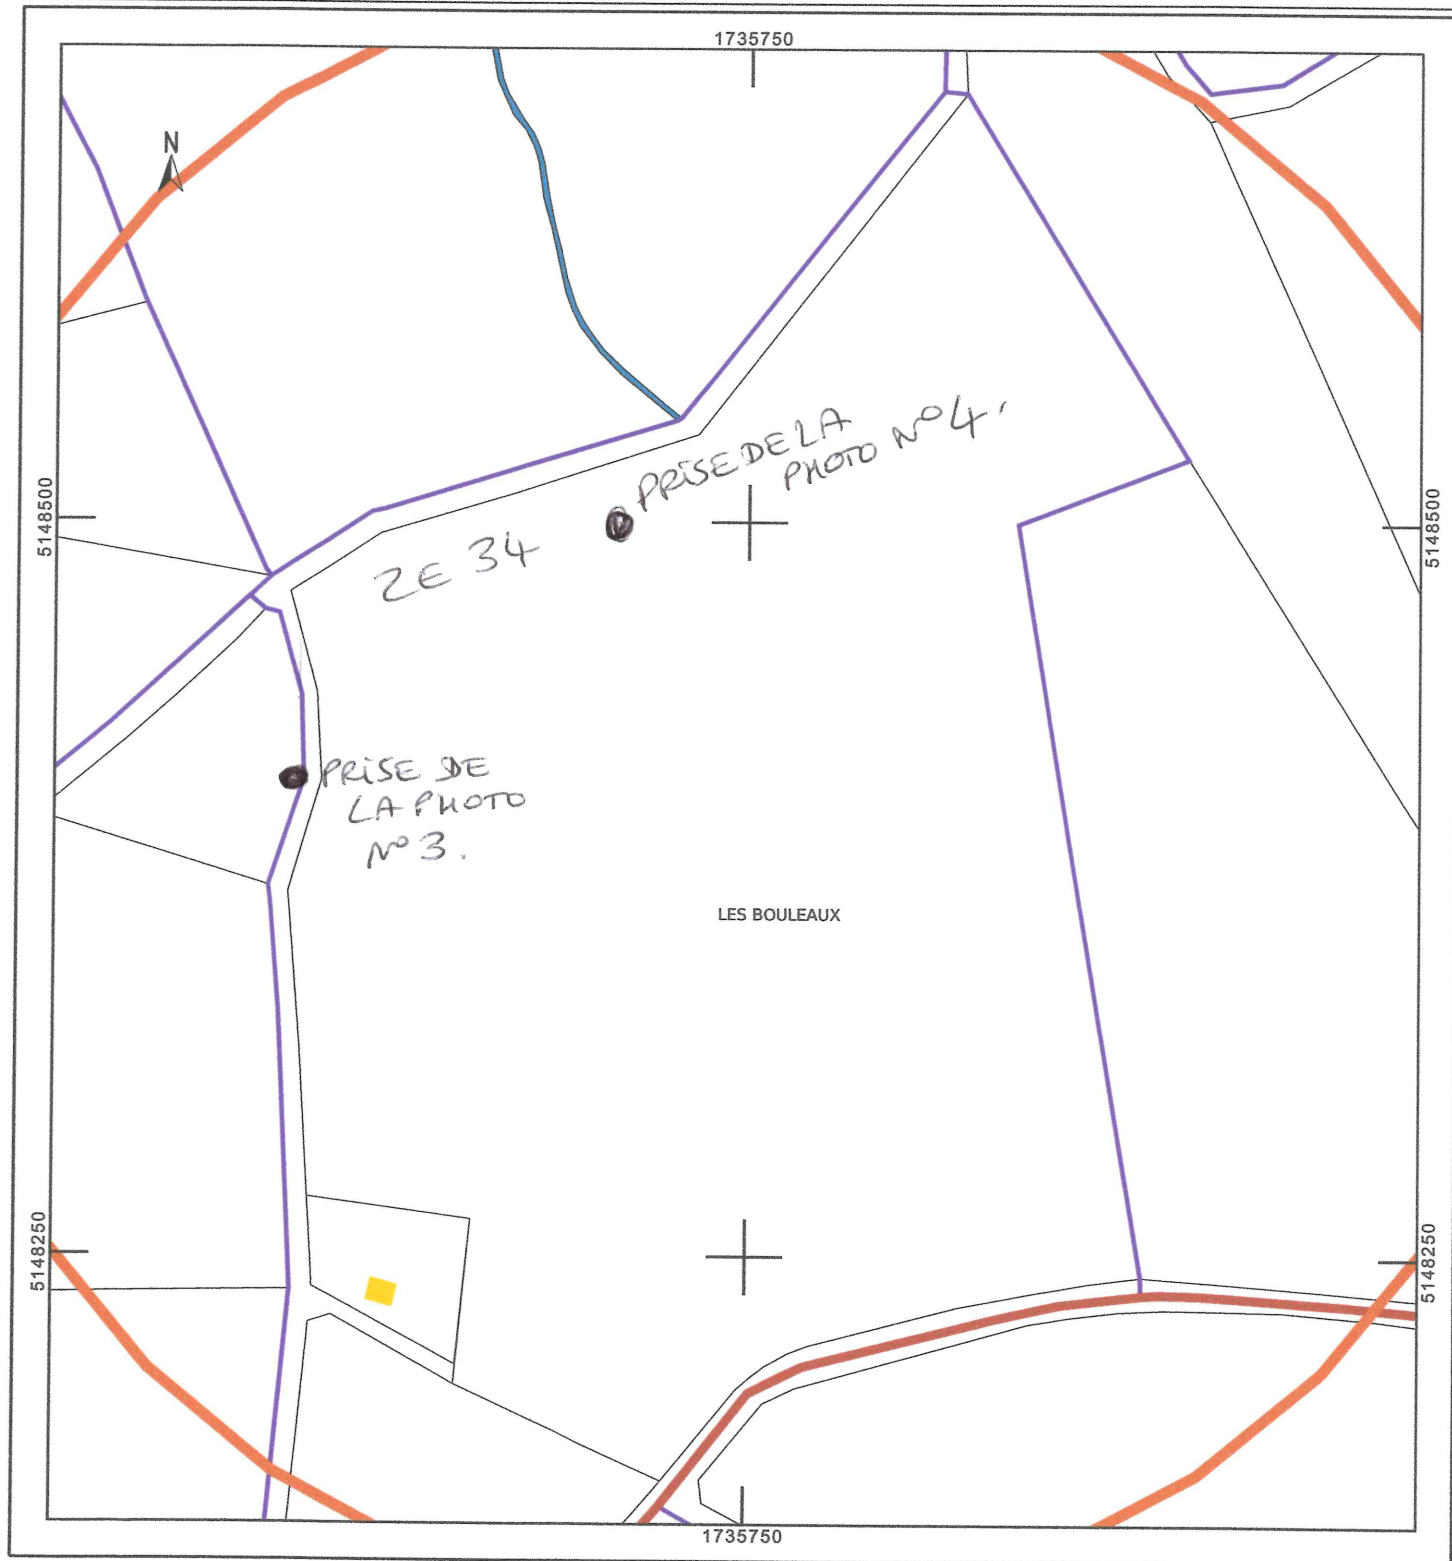 1735750
N
PRISE DE LA
PHOTO N° 4.
5148500
5148500
ZE 34
PRISE DE
LA PHOTO
N° 3.
LES BOULEAUX
5148250
5148250
1735750